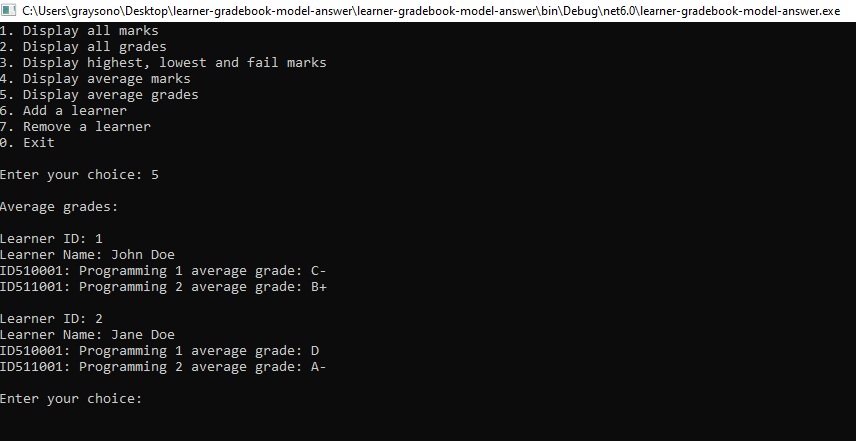 C:\Users\graysono\Desktop\learner-gradebook-model-answer\learner-gradebook-model-answer\bin\Debug\net6.0\learner-gradebook-model-answer.exe
1. Display all marks
2. Display all grades
3. Display highest, lowest and fail marks
4. Display average marks
5. Display average grades
6. Add a learner
7. Remove a learner
0. Exit
Enter your choice: 5
Average grades:
Learner ID: 1
Learner Name: John Doe
ID510001: Programming 1 average grade: C-
ID511001: Programming 2 average grade: B+
Learner ID: 2
Learner Name: Jane Doe
ID510001: Programming 1 average grade: D
ID511001: Programming 2 average grade: A-
Enter your choice: